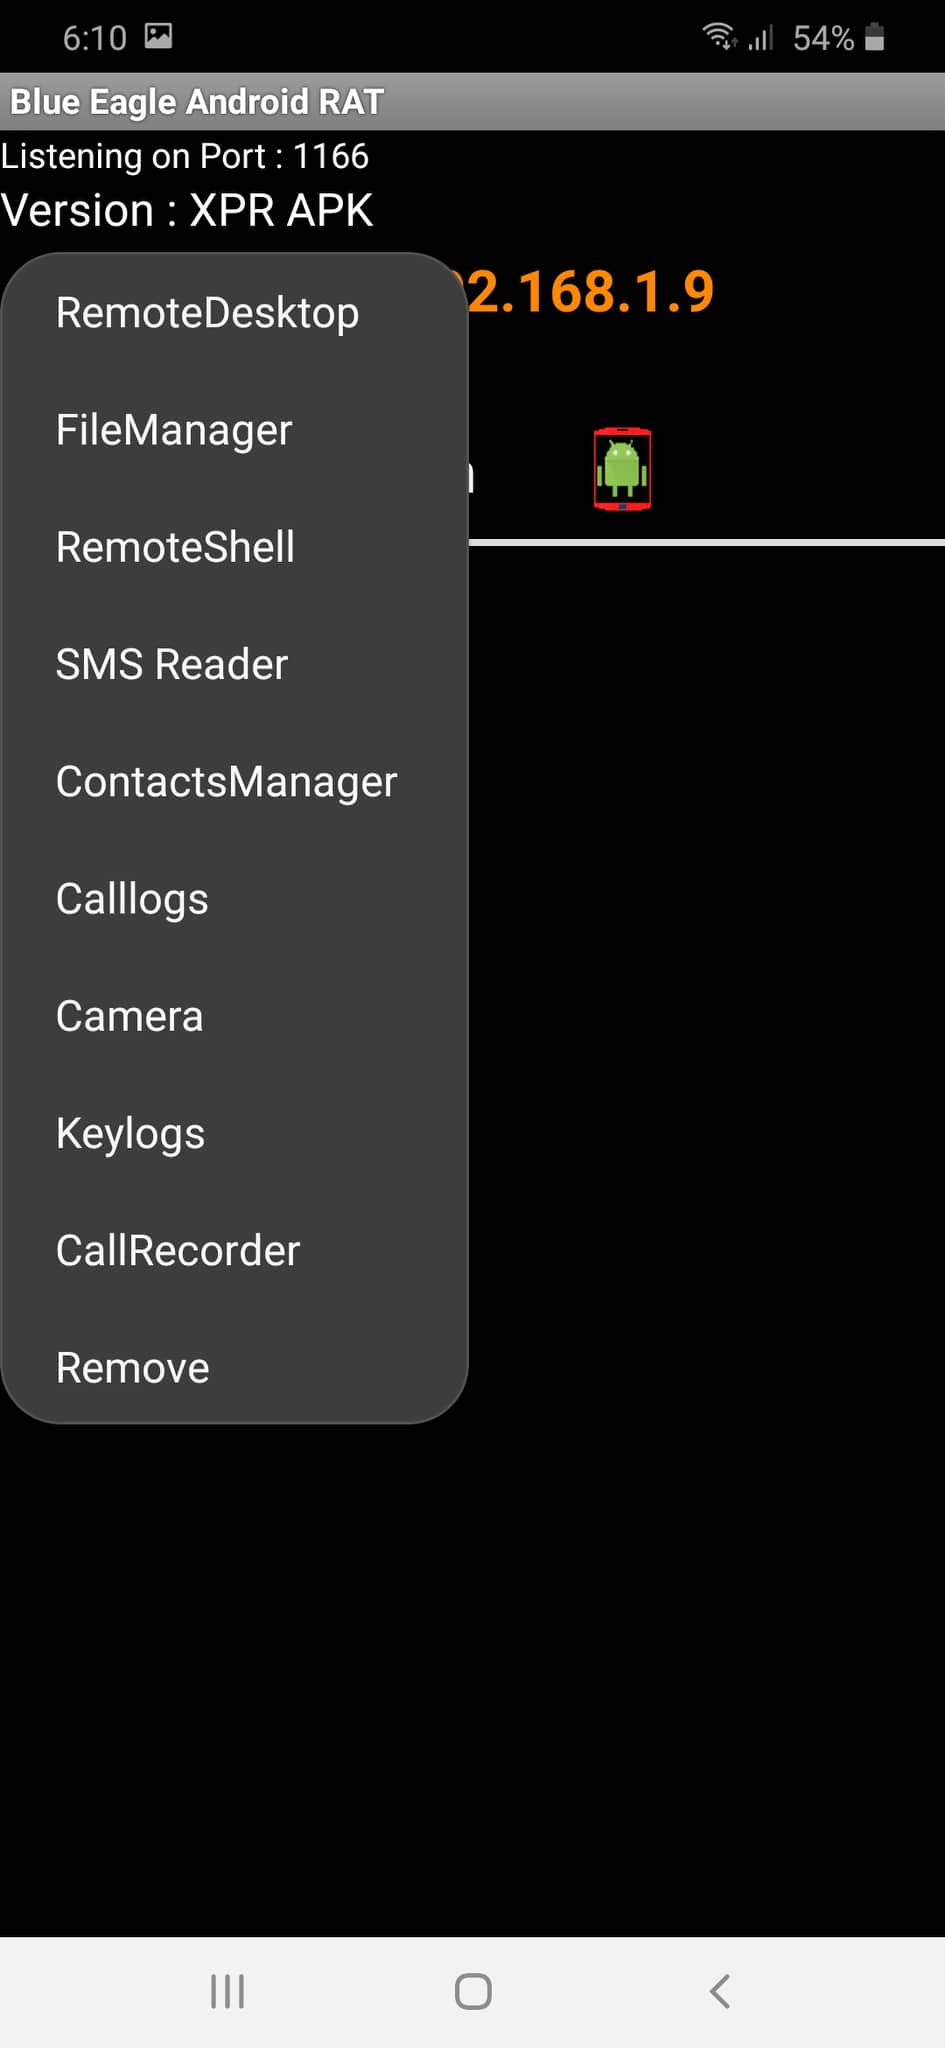 6:10
54%
Blue Eagle Android RAT
Listening on Port : 1166
Version : XPR APK
2.168.1.9
RemoteDesktop
FileManager
RemoteShell
SMS Reader
ContactsManager
Calllogs
Camera
Keylogs
CallRecorder
Remove